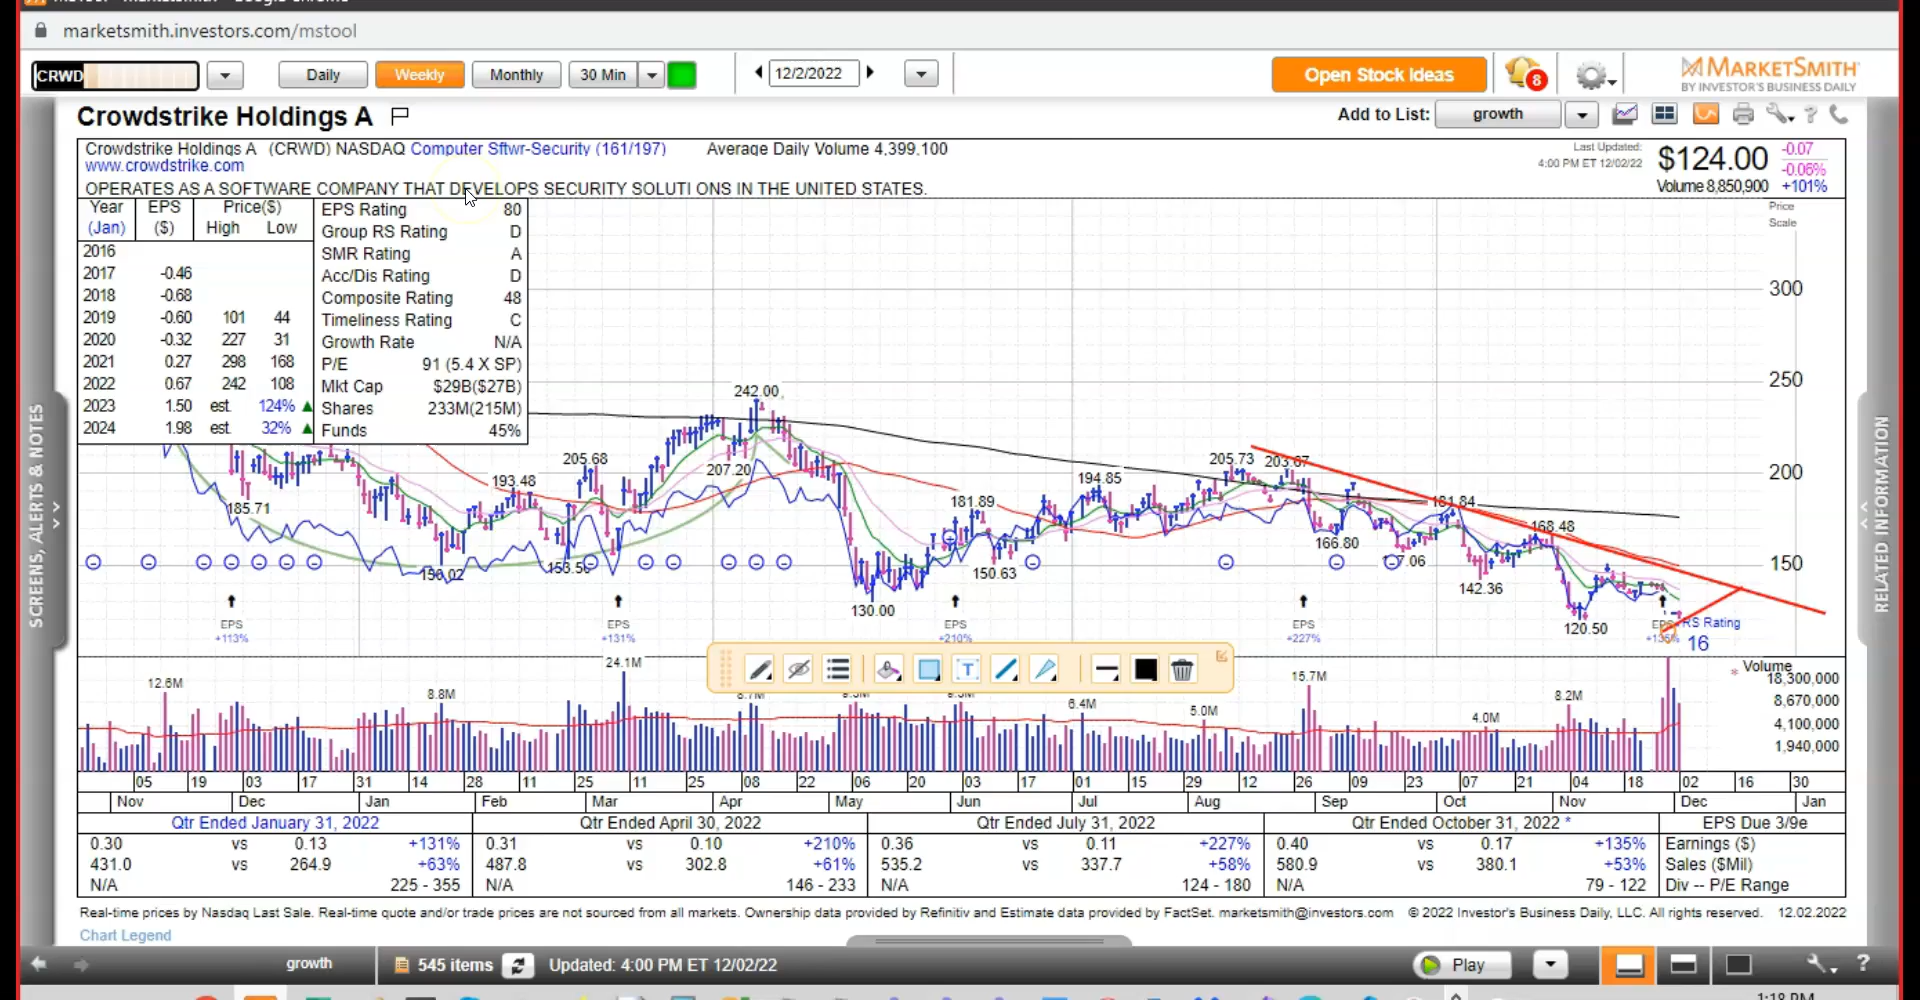 marketsmith.investors.com/mstool
CRWD
Daily
Weekly
Monthly
30 Min
12/2/2022
Open Stock Ideas
8
MARKETSMITH
BY INVESTOR'S BUSINESS DAILY
Crowdstrike Holdings A
Add to List: growth
Crowdstrike Holdings A (CRWD) NASDAQ Computer Sftwr-Security (161/197) Average Daily Volume 4,399,100
www.crowdstrike.com
OPERATES AS A SOFTWARE COMPANY THAT DEVELOPS SECURITY SOLUTI ONS IN THE UNITED STATES.
Last Updated:
4:00 PM ET 12/02/22
$124.00
-0.07
-0.06%
Volume 8,850,900 +101%
Year EPS Price($)
(Jan) ($) High Low
2016
2017 -0.46
2018 -0.68
2019 -0.60 101 44
2020 -0.32 227 31
2021 0.27 298 168
2022 0.67 242 108
2023 1.50 est. 124%
2024 1.98 est. 32%
EPS Rating 80
Group RS Rating D
SMR Rating A
Acc/Dis Rating D
Composite Rating 48
Timeliness Rating C
Growth Rate N/A
P/E 91 (5.4 X SP)
Mkt Cap $29B($27B)
Shares 233M(215M)
Funds 45%
Price
Scale
300
250
200
150
242.00
205.68
207.20
193.48
185.71
205.73
194.85
181.89
181.84
168.48
166.80
150.63
142.36
130.00
120.50
EPS
+113%
EPS
+131%
EPS
+210%
EPS
+227%
+135%
RS Rating
16
12.6M
8.8M
24.1M
6.4M
5.0M
15.7M
4.0M
8.2M
T
Volume
18,300,000
8,670,000
4,100,000
1,940,000
05 19 03 17 31 14 28 11 25 11 25 08 22 06 20 03 17 01 15 29 12 26 09 23 07 21 04 18 02 16 30
Nov Dec Jan Feb Mar Apr May Jun Jul Aug Sep Oct Nov Dec Jan
Qtr Ended January 31, 2022 Qtr Ended April 30, 2022 Qtr Ended July 31, 2022 Qtr Ended October 31, 2022 * EPS Due 3/9e
0.30 vs 0.13 +131% 0.31 vs 0.10 +210% 0.36 vs 0.11 +227% 0.40 vs 0.17 +135% Earnings ($)
431.0 vs 264.9 +63% 487.8 vs 302.8 +61% 535.2 vs 337.7 +58% 580.9 vs 380.1 +53% Sales ($Mil)
N/A 225 - 355 N/A 146 - 233 N/A 124 - 180 N/A 79 - 122 Div -- P/E Range
Real-time prices by Nasdaq Last Sale. Real-time quote and/or trade prices are not sourced from all markets. Ownership data provided by Refinitiv and Estimate data provided by FactSet. marketsmith@investors.com © 2022 Investor's Business Daily, LLC. All rights reserved. 12.02.2022
Chart Legend
SCREENS, ALERTS & NOTES
RELATED INFORMATION
growth
545 items
Updated: 4:00 PM ET 12/02/22
Play
?